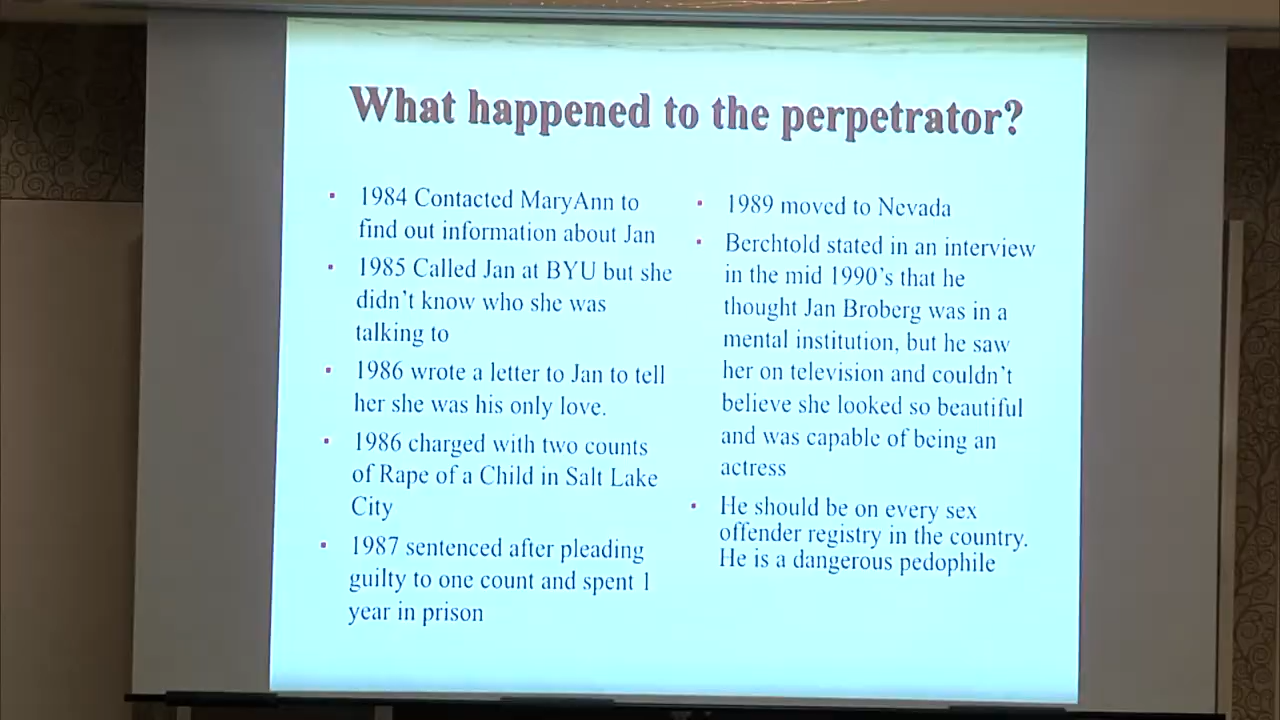 What happened to the perpetrator?
1984 Contacted MaryAnn to
find out information about Jan
1985 Called Jan at BYU but she
didn't know who she was
talking to
1986 wrote a letter to Jan to tell
her she was his only love.
1986 charged with two counts
of Rape of a Child in Salt Lake
City
1987 sentenced after pleading
guilty to one count and spent 1
year in prison
1989 moved to Nevada
Berchtold stated in an interview
in the mid 1990's that he
thought Jan Broberg was in a
mental institution, but he saw
her on television and couldn't
believe she looked so beautiful
and was capable of being an
actress
He should be on every sex
offender registry in the country.
He is a dangerous pedophile